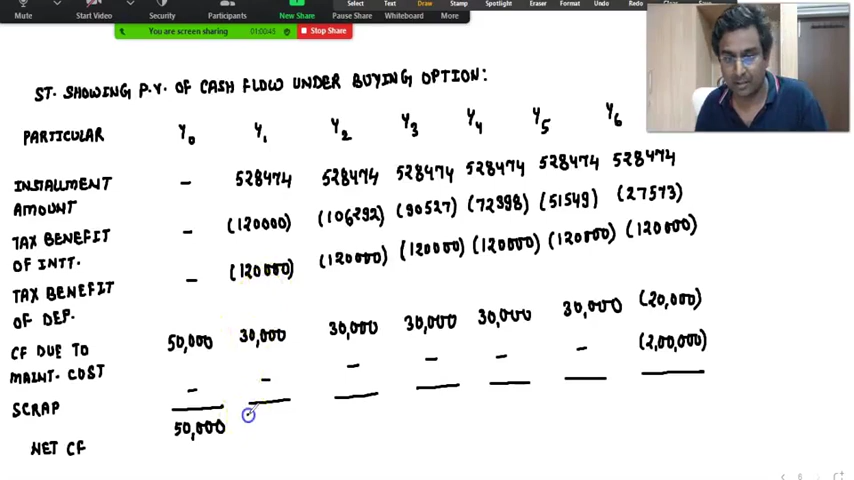 Mute Start Video Security Participants New Share Pause Share Whiteboard More
Select Text Draw Stamp Spotlight Eraser Format Undo Redo
You are screen sharing 01:00:45 Stop Share
ST. SHOWING P.V. OF CASH FLOW UNDER BUYING OPTION:
PARTICULAR Y0 Y1 Y2 Y3 Y4 Y5 Y6
INSTALLMENT AMOUNT - 528474 528474 528474 528474 528474 528474
TAX BENEFIT OF INTT. - (120000) (106292) (90527) (72398) (51549) (27573)
TAX BENEFIT OF DEP. - (120000) (120000) (120000) (120000) (120000) (120000)
CF DUE TO MAINT. COST 50,000 30,000 30,000 30,000 30,000 30,000 (20,000)
SCRAP - - - - - - (2,00,000)
NET CF 50,000
6